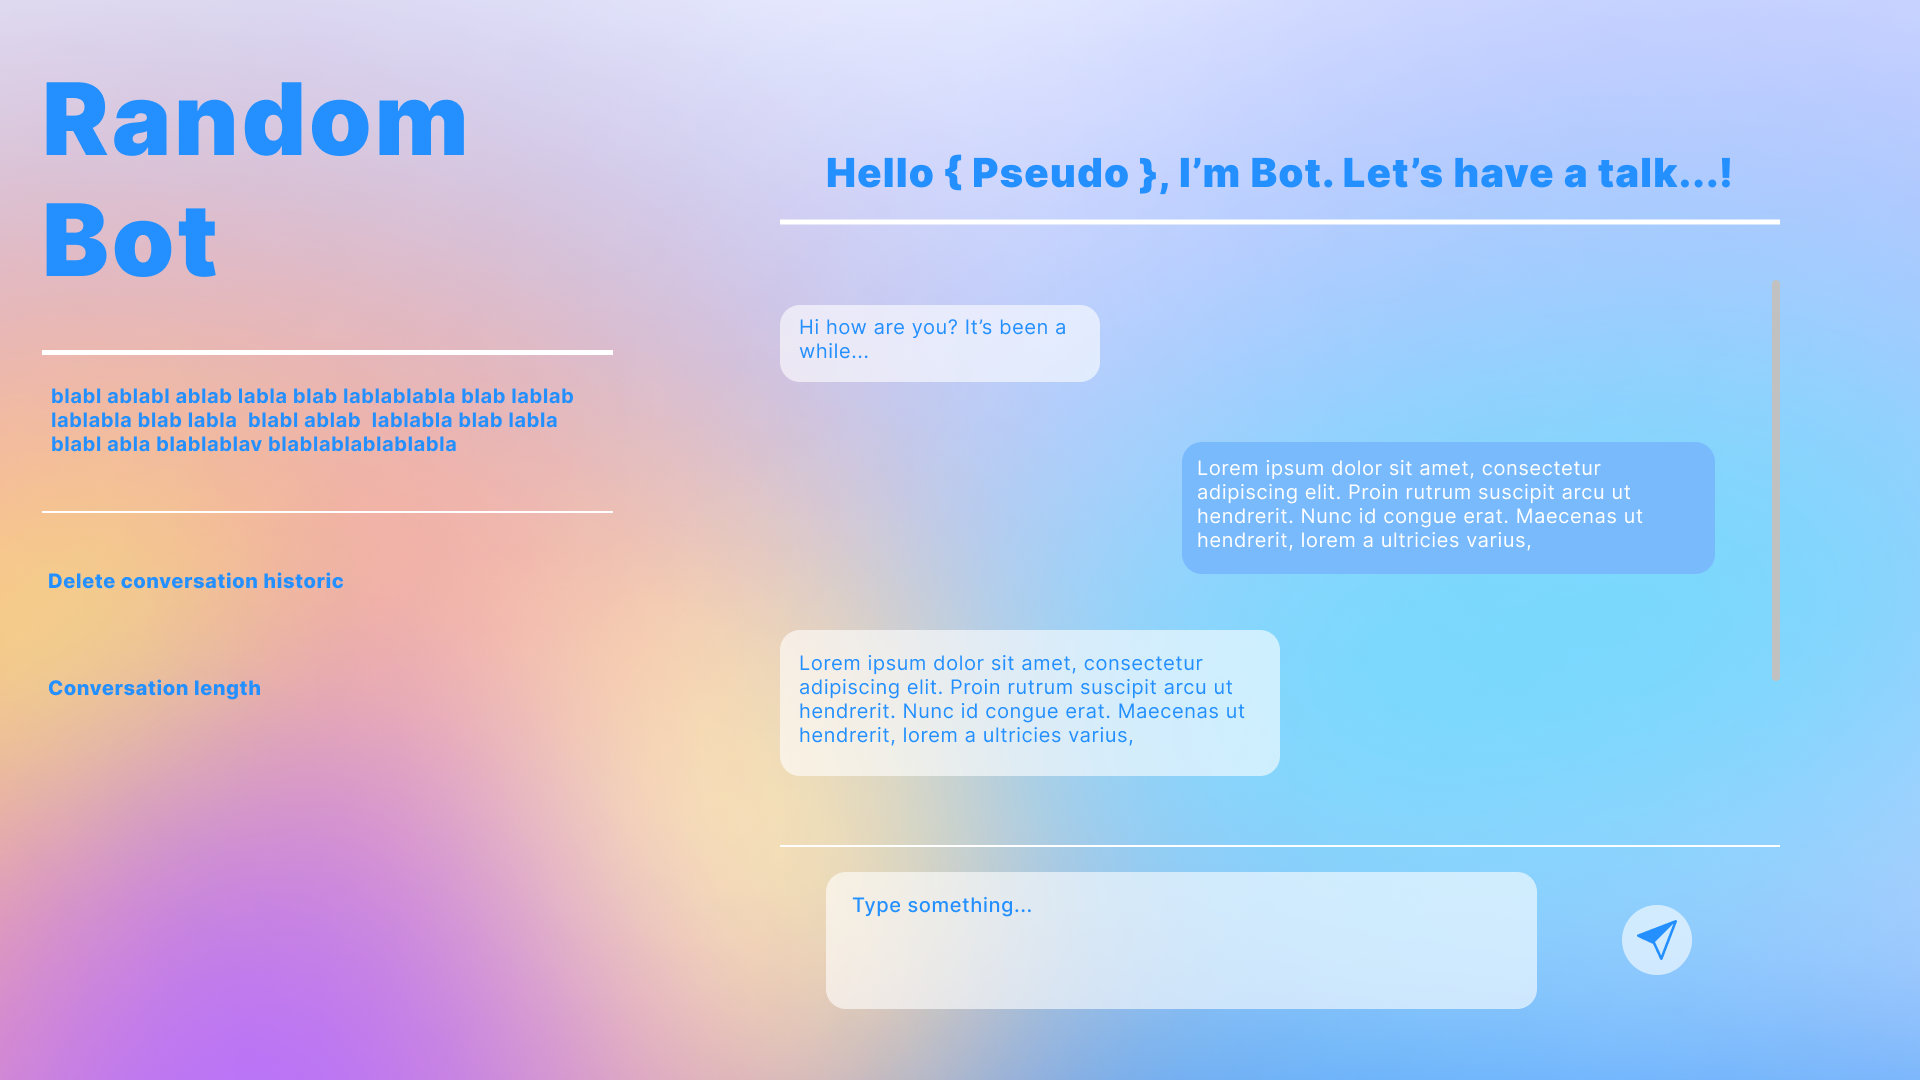 Random
Bot
blabl ablabl ablab labla blab lablablabla blab lablab
lablabla blab labla  blabl ablab  lablabla blab labla
blabl abla blablablav blablablablablabla
Delete conversation historic
Conversation length
Hello { Pseudo }, I’m Bot. Let’s have a talk...!
Hi how are you? It’s been a
while...
Lorem ipsum dolor sit amet, consectetur
adipiscing elit. Proin rutrum suscipit arcu ut
hendrerit. Nunc id congue erat. Maecenas ut
hendrerit, lorem a ultricies varius,
Lorem ipsum dolor sit amet, consectetur
adipiscing elit. Proin rutrum suscipit arcu ut
hendrerit. Nunc id congue erat. Maecenas ut
hendrerit, lorem a ultricies varius,
Type something...